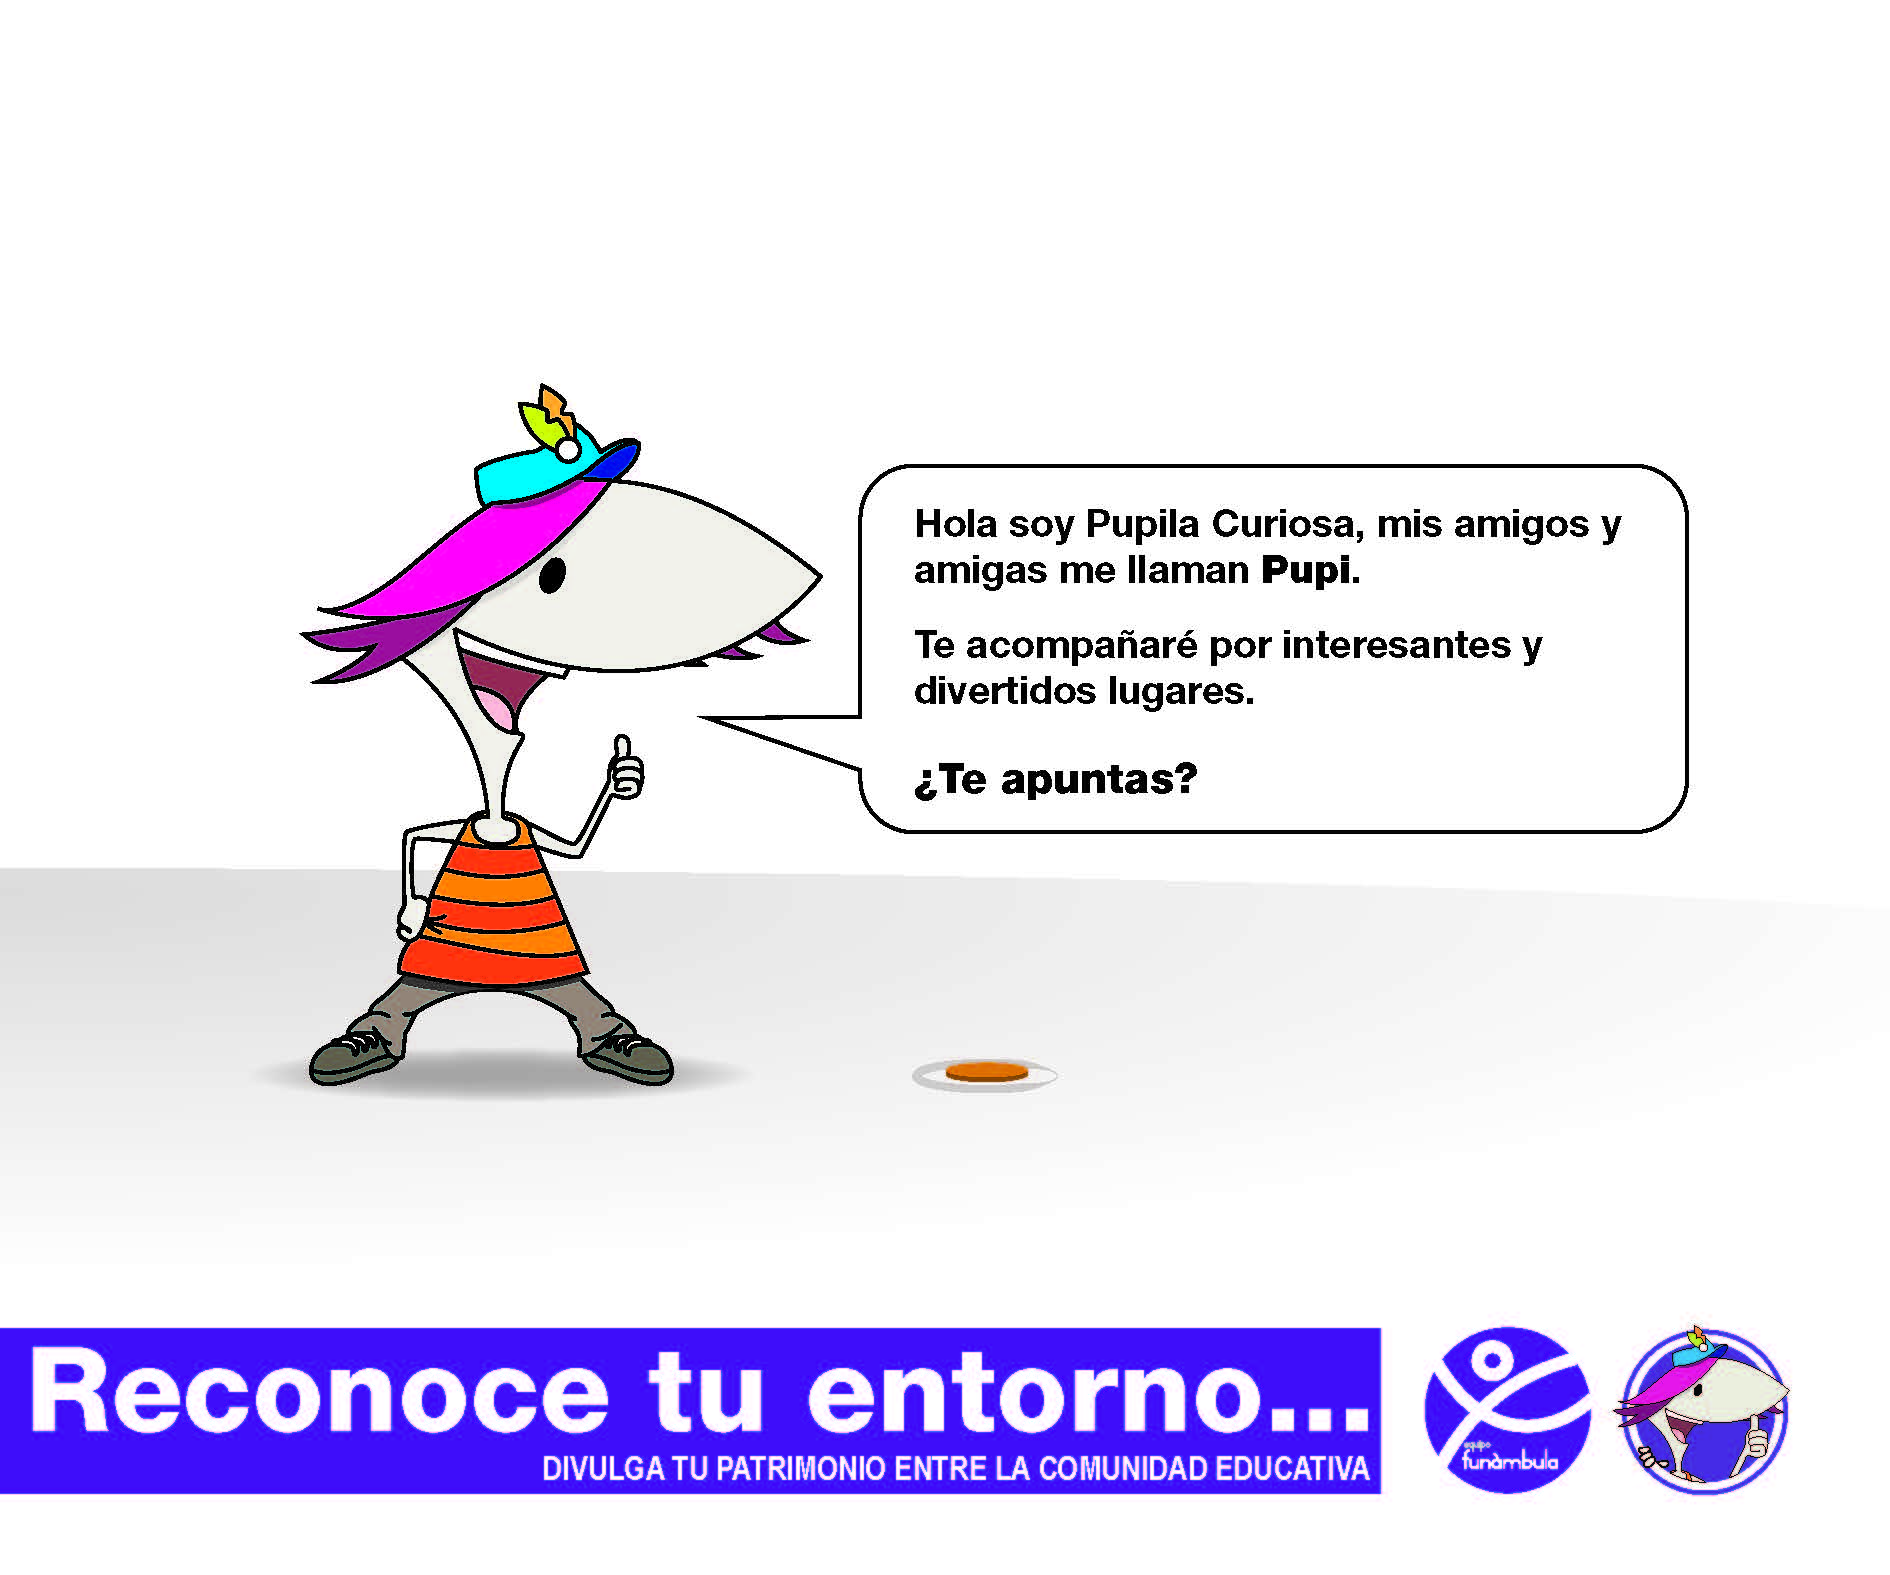 Hola soy Pupila Curiosa, mis amigos y
amigas me llaman Pupi.
Te acompañaré por interesantes y
divertidos lugares.
¿Te apuntas?
Reconoce tu entorno...
DIVULGA TU PATRIMONIO ENTRE LA COMUNIDAD EDUCATIVA
equipo
funàmbula